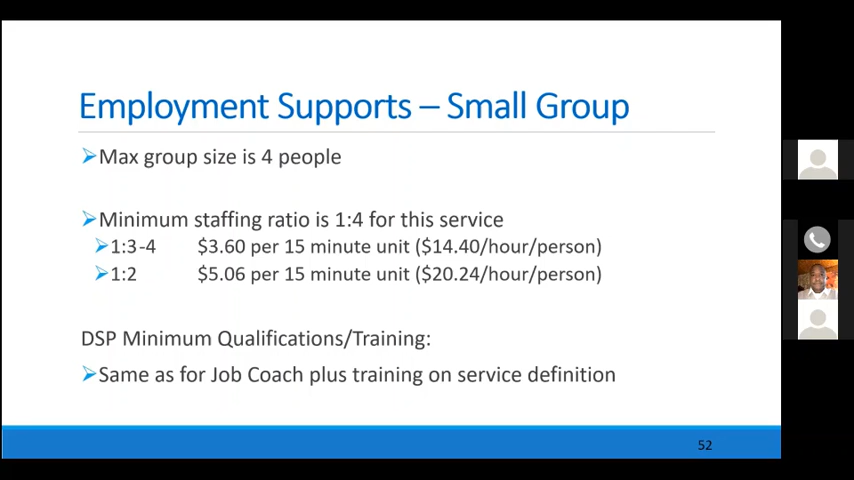 Employment Supports – Small Group
Max group size is 4 people
Minimum staffing ratio is 1:4 for this service
1:3-4 $3.60 per 15 minute unit ($14.40/hour/person)
1:2 $5.06 per 15 minute unit ($20.24/hour/person)
DSP Minimum Qualifications/Training:
Same as for Job Coach plus training on service definition
52